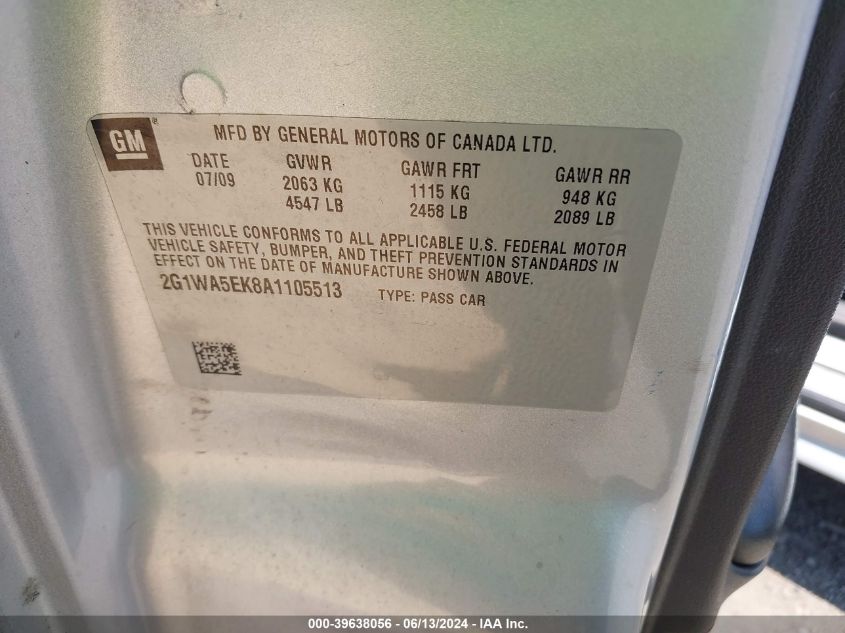 GM®
MFD BY GENERAL MOTORS OF CANADA LTD.
DATE GVWR GAWR FRT GAWR RR
07/09 2063 KG 1115 KG 948 KG
4547 LB 2458 LB 2089 LB
THIS VEHICLE CONFORMS TO ALL APPLICABLE U.S. FEDERAL MOTOR
VEHICLE SAFETY, BUMPER, AND THEFT PREVENTION STANDARDS IN
EFFECT ON THE DATE OF MANUFACTURE SHOWN ABOVE.
2G1WA5EK8A1105513 TYPE: PASS CAR
000-39638056 - 06/13/2024 - IAA Inc.